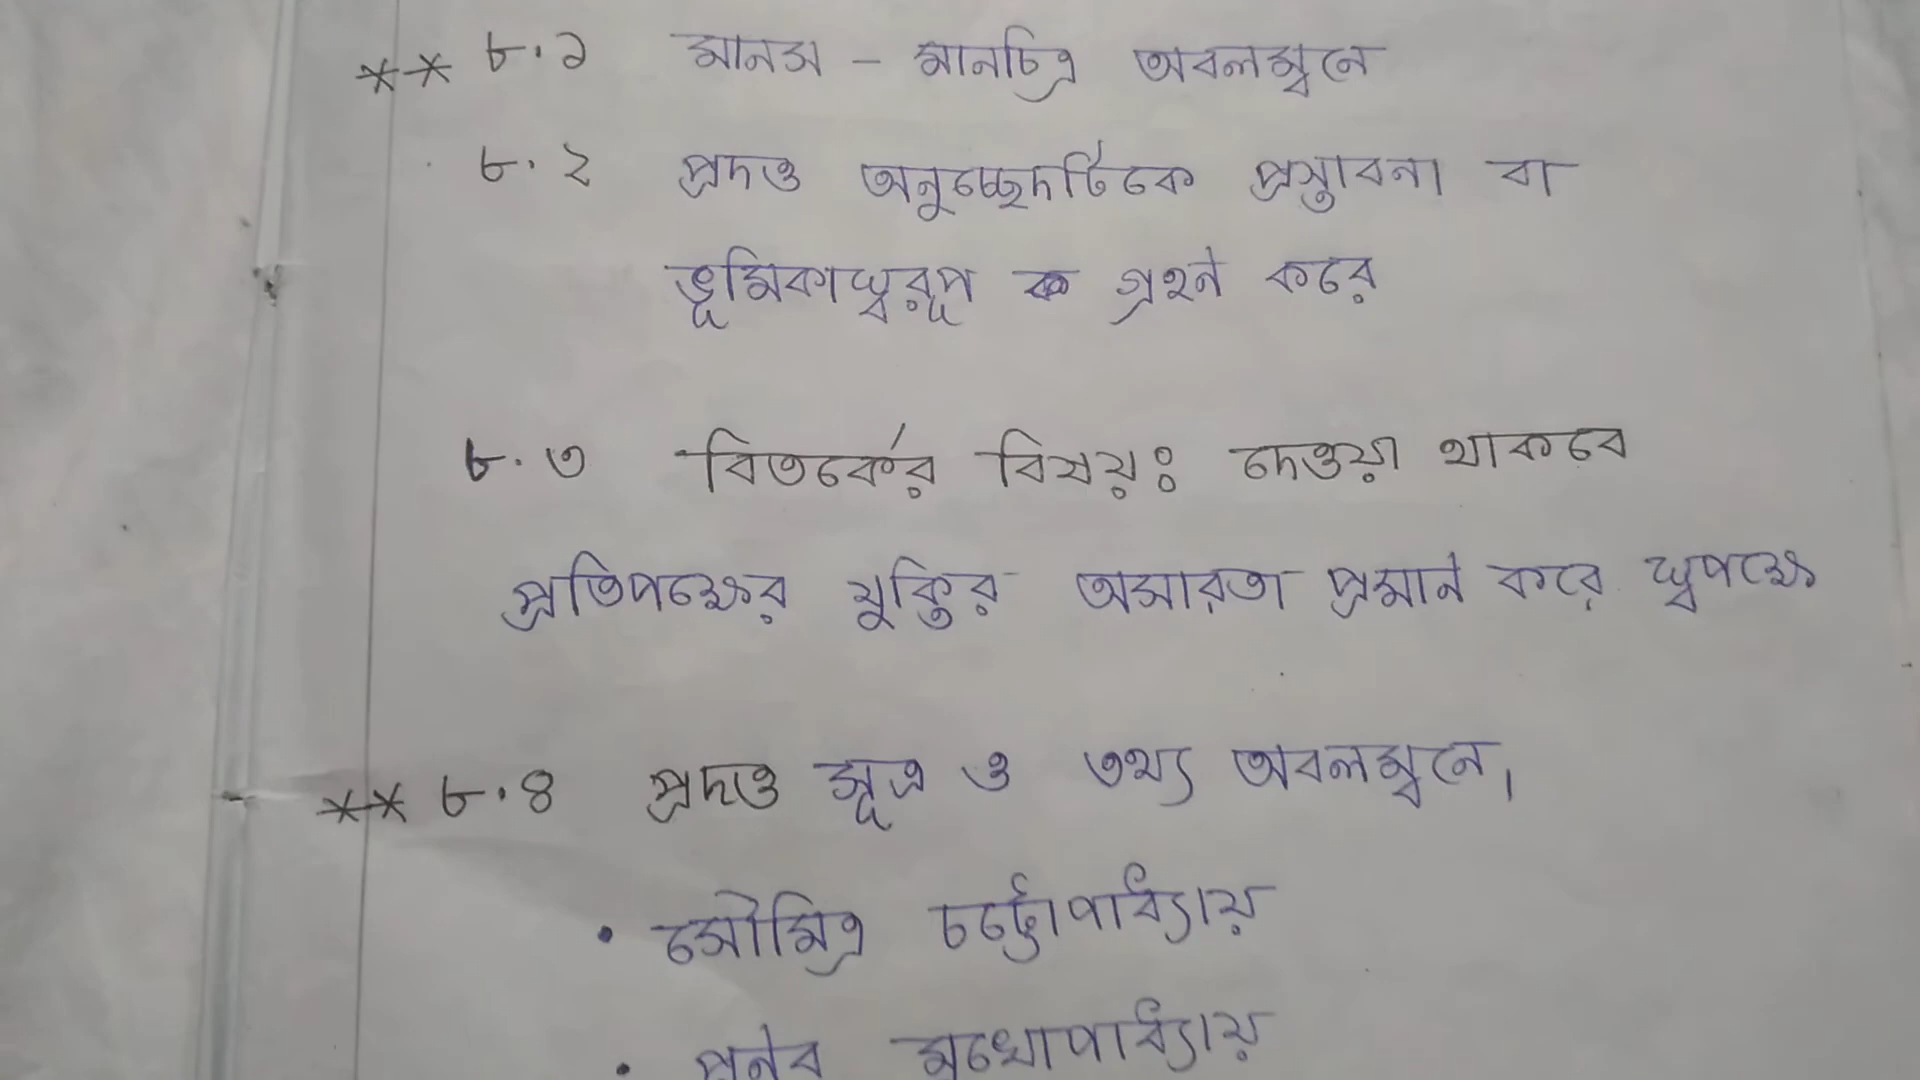 ** ৮.১ মানস - মানচিত্র অবলম্বনে
৮.২ প্রদত্ত অনুচ্ছেদটিকে প্রস্তাবনা বা
ভূমিকাস্বরূপ গ্রহন করে
৮.৩ বিতর্কের বিষয়ঃ দেওয়া থাকবে
প্রতিপক্ষের যুক্তির অসারতা প্রমান করে স্বপক্ষে
** ৮.৪ প্রদত্ত সূত্র ও তথ্য অবলম্বনে।
• সৌমিত্র চট্টোপাধ্যায়
• প্রনব মুখোপাধ্যায়